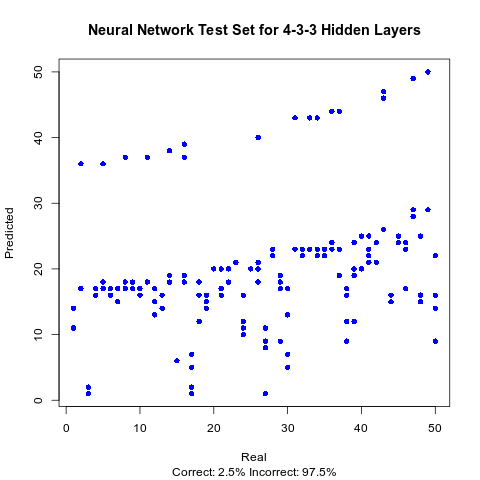 Neural Network Test Set for 4-3-3 Hidden Layers
Predicted
50
40
30
20
10
0
0 10 20 30 40 50
Real
Correct: 2.5% Incorrect: 97.5%